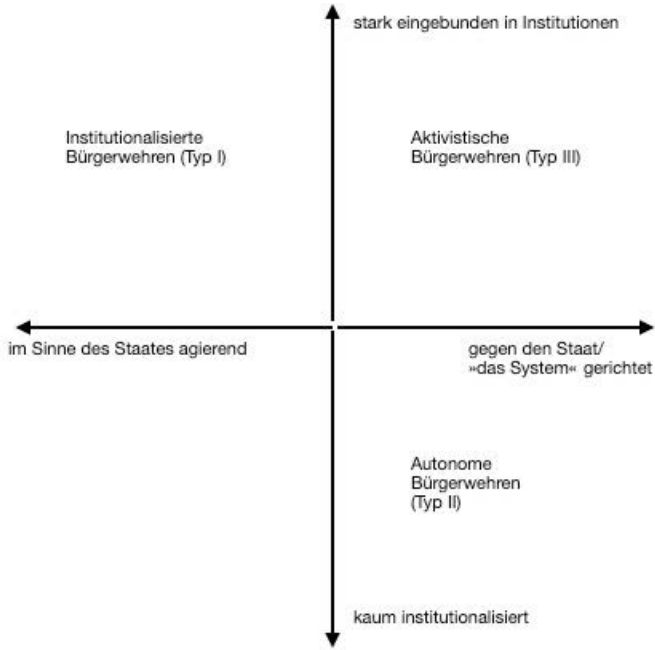 stark eingebunden in Institutionen
Institutionalisierte
Bürgerwehren (Typ I)
Aktivistische
Bürgerwehren (Typ III)
im Sinne des Staates agierend
gegen den Staat/
»das System« gerichtet
Autonome
Bürgerwehren
(Typ II)
kaum institutionalisiert